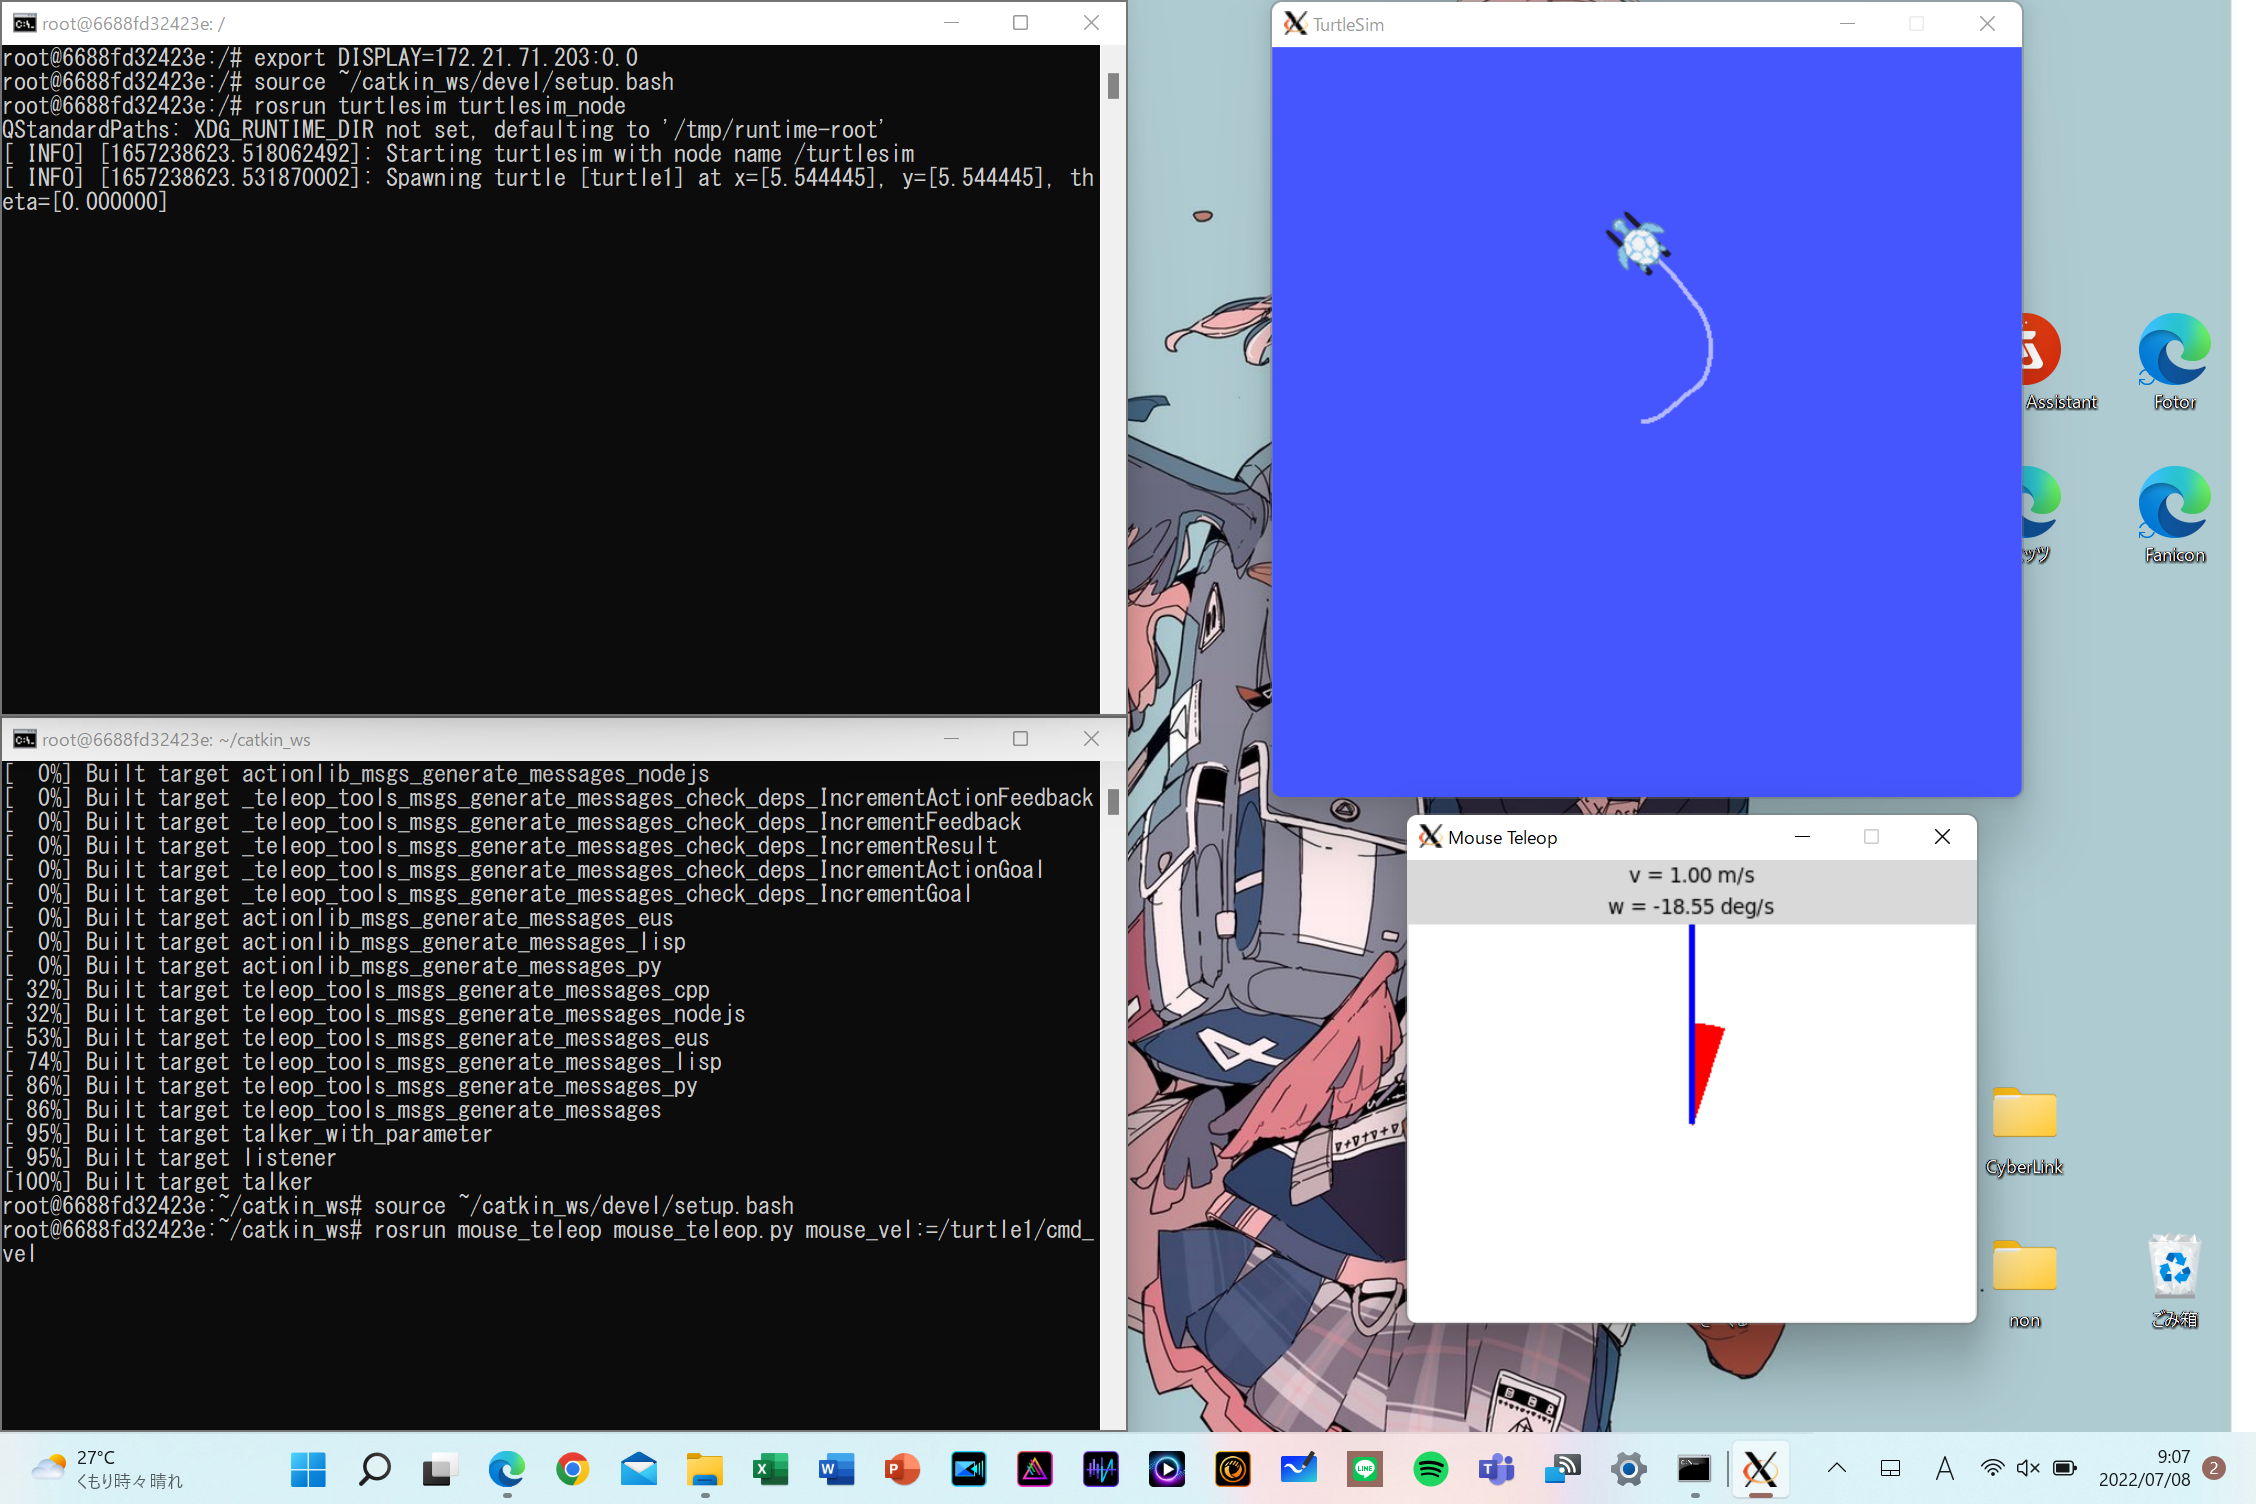 root@6688fd32423e: /
root@6688fd32423e:/# export DISPLAY=172.21.71.203:0.0
root@6688fd32423e:/# source ~/catkin_ws/devel/setup.bash
root@6688fd32423e:/# rosrun turtlesim turtlesim_node
QStandardPaths: XDG_RUNTIME_DIR not set, defaulting to '/tmp/runtime-root'
[ INFO] [1657238623.518062492]: Starting turtlesim with node name /turtlesim
[ INFO] [1657238623.531870002]: Spawning turtle [turtle1] at x=[5.544445], y=[5.544445], th
eta=[0.000000]
root@6688fd32423e: ~/catkin_ws
[  0%] Built target actionlib_msgs_generate_messages_nodejs
[  0%] Built target _teleop_tools_msgs_generate_messages_check_deps_IncrementActionFeedback
[  0%] Built target _teleop_tools_msgs_generate_messages_check_deps_IncrementFeedback
[  0%] Built target _teleop_tools_msgs_generate_messages_check_deps_IncrementResult
[  0%] Built target _teleop_tools_msgs_generate_messages_check_deps_IncrementActionGoal
[  0%] Built target _teleop_tools_msgs_generate_messages_check_deps_IncrementGoal
[  0%] Built target actionlib_msgs_generate_messages_eus
[  0%] Built target actionlib_msgs_generate_messages_lisp
[  0%] Built target actionlib_msgs_generate_messages_py
[ 32%] Built target teleop_tools_msgs_generate_messages_cpp
[ 32%] Built target teleop_tools_msgs_generate_messages_nodejs
[ 53%] Built target teleop_tools_msgs_generate_messages_eus
[ 74%] Built target teleop_tools_msgs_generate_messages_lisp
[ 86%] Built target teleop_tools_msgs_generate_messages_py
[ 86%] Built target teleop_tools_msgs_generate_messages
[ 95%] Built target talker_with_parameter
[ 95%] Built target listener
[100%] Built target talker
root@6688fd32423e:~/catkin_ws# source ~/catkin_ws/devel/setup.bash
root@6688fd32423e:~/catkin_ws# rosrun mouse_teleop mouse_teleop.py mouse_vel:=/turtle1/cmd_
vel
TurtleSim
Mouse Teleop
v = 1.00 m/s
w = -18.55 deg/s
Assistant
Fotor
ッツ
Fanicon
CyberLink
non
ごみ箱
4
27°C
くもり時々晴れ
A
9:07
2022/07/08
2